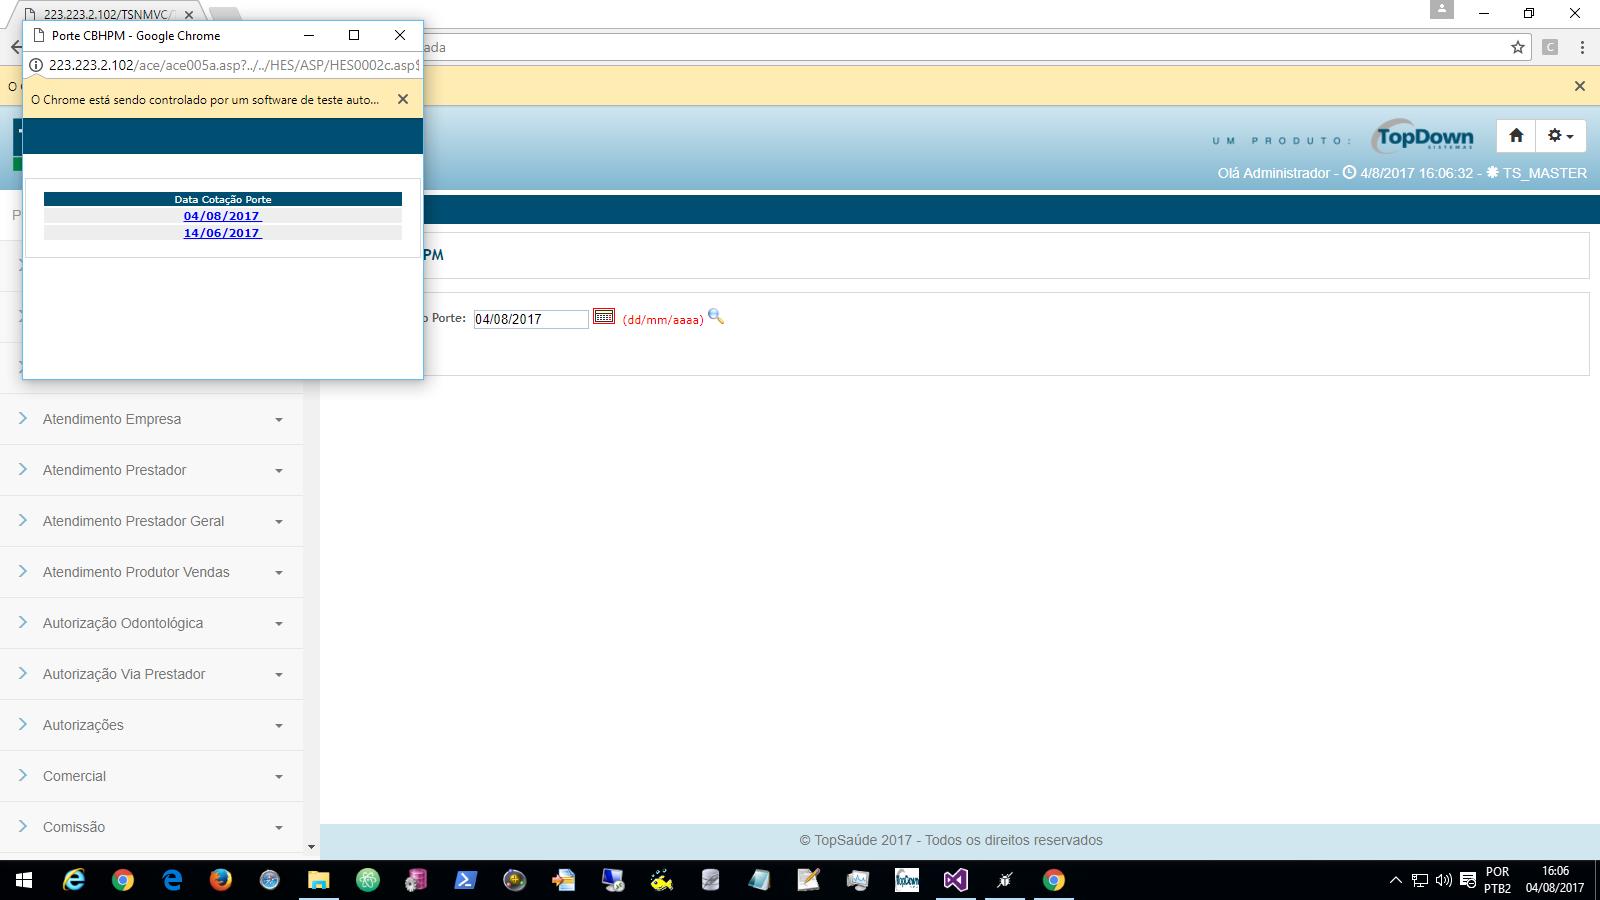 223.223.2.102/TSNMVC/
Porte CBHPM - Google Chrome
223.223.2.102/ace/ace005a.asp?../../HES/ASP/HES0002c.asp
ada
O Chrome está sendo controlado por um software de teste auto...
O
UM PRODUTO:
TopDown
SISTEMAS
Olá Administrador - 4/8/2017 16:06:32 - TS_MASTER
Data Cotação Porte
04/08/2017
14/06/2017
P
PM
o Porte: 04/08/2017 (dd/mm/aaaa)
Atendimento Empresa
Atendimento Prestador
Atendimento Prestador Geral
Atendimento Produtor Vendas
Autorização Odontológica
Autorização Via Prestador
Autorizações
Comercial
Comissão
© TopSaúde 2017 - Todos os direitos reservados
TopDown
POR
PTB2
16:06
04/08/2017